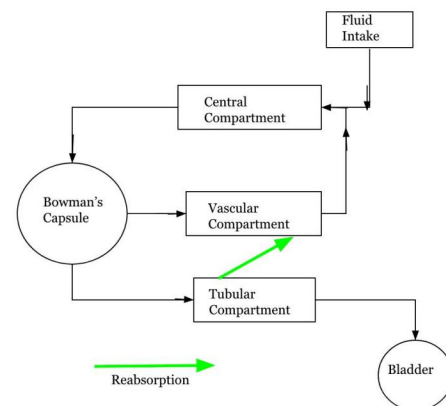 Fluid
Intake
Central
Compartment
Bowman's
Capsule
Vascular
Compartment
Tubular
Compartment
Bladder
Reabsorption